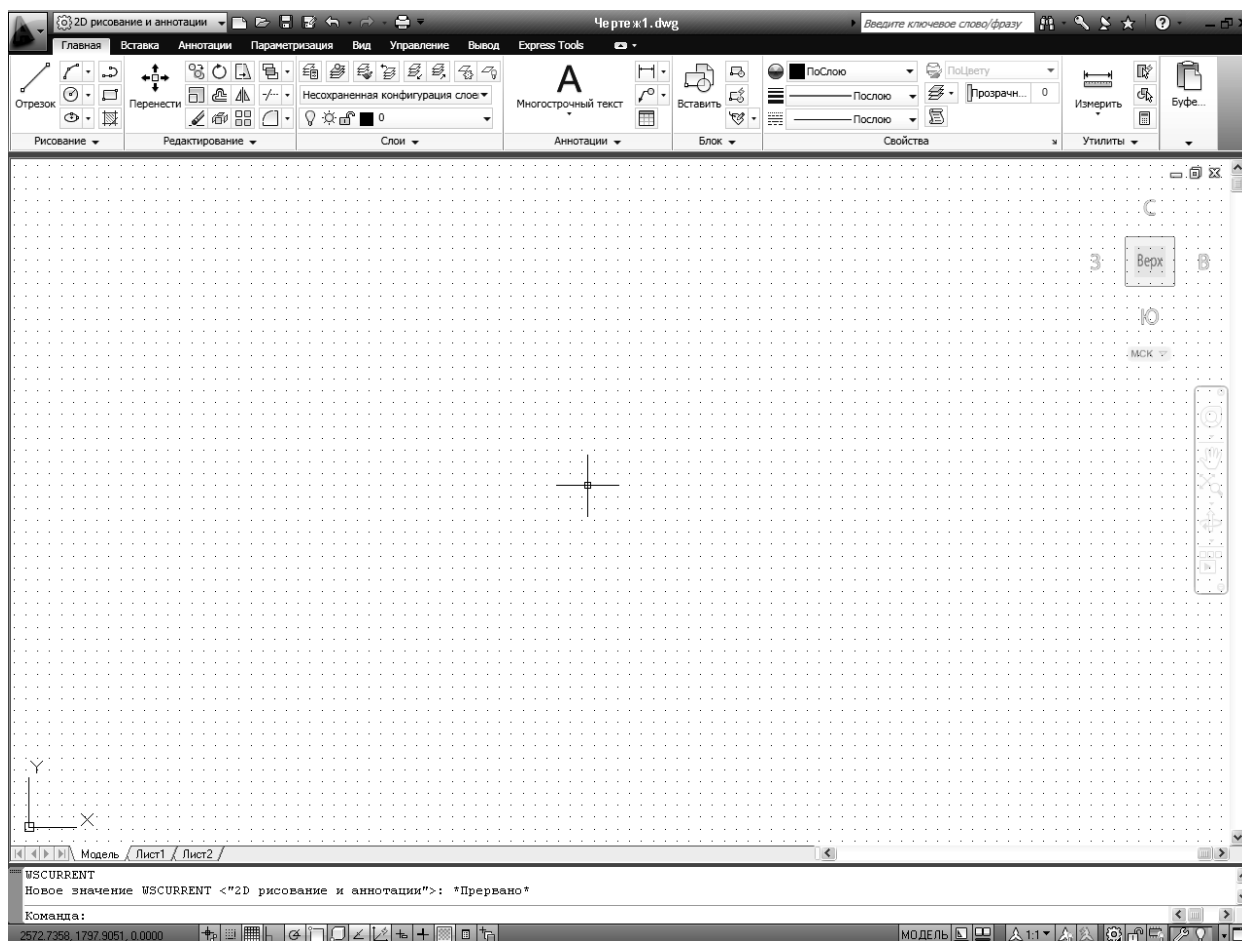 2D рисование и аннотации
Чертеж1.dwg
Введите ключевое слово/фразу
Главная Вставка Аннотации Параметризация Вид Управление Вывод Express Tools
ПоСлою ПоЦвету
Отрезок Перенести Несохраненная конфигурация слое Многострочный текст Вставить Послою Прозрачн... 0 Измерить Буфе...
0 Послою
Рисование Редактирование Слои Аннотации Блок Свойства Утилиты
С
З Верх В
Ю
МСК
Y
X
Модель Лист1 Лист2
WSCURRENT
Новое значение WSCURRENT <"2D рисование и аннотации">: *Прервано*
Команда:
2572.7358, 1797.9051, 0.0000 МОДЕЛЬ 1:1